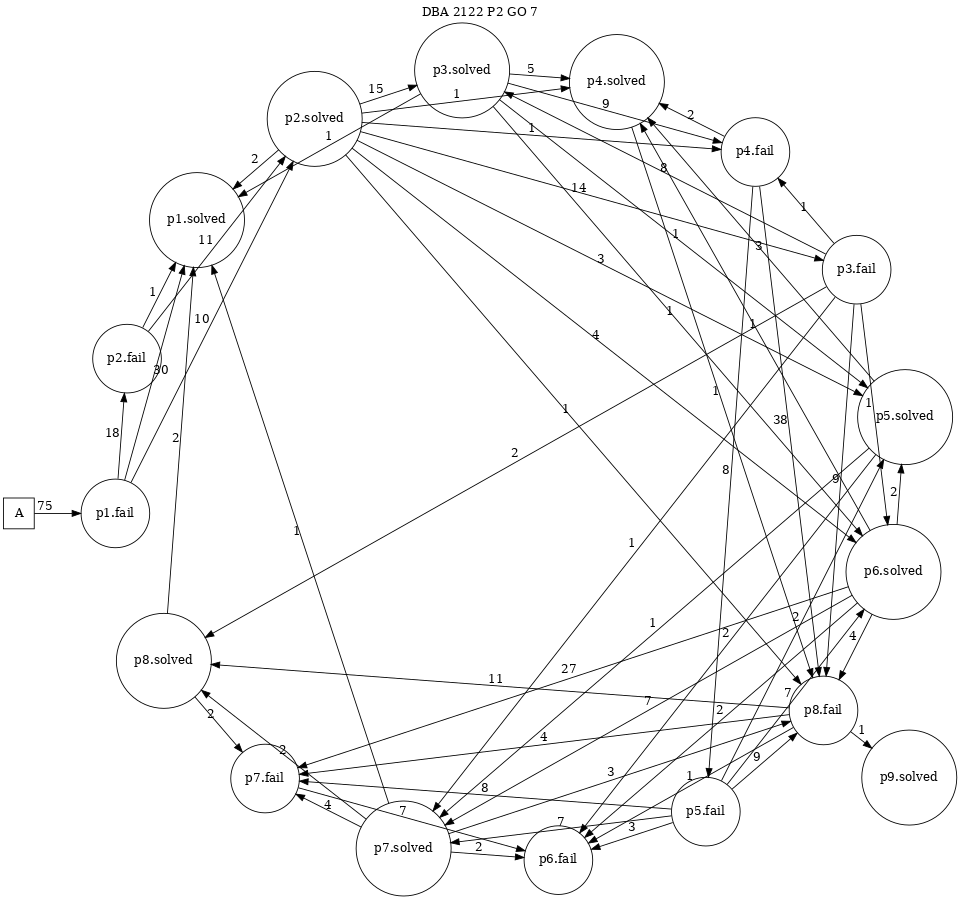 DBA 2122 P2 GO 7
p3.solved
p4.solved
5
15
1
9
p2.solved
2
1
1
p4.fail
2
8
14
p1.solved
1
11
3
1
3
p3.fail
1
10
4
1
1
p2.fail
30
1
1
38
1
p5.solved
18
2
2
8
9
2
A
75
p1.fail
1
1
p6.solved
1
2
2
4
p8.solved
27
11
7
2
7
p8.fail
1
2
4
2
3
1
9
p7.fail
8
p9.solved
4
7
7
3
p5.fail
p7.solved
2
p6.fail